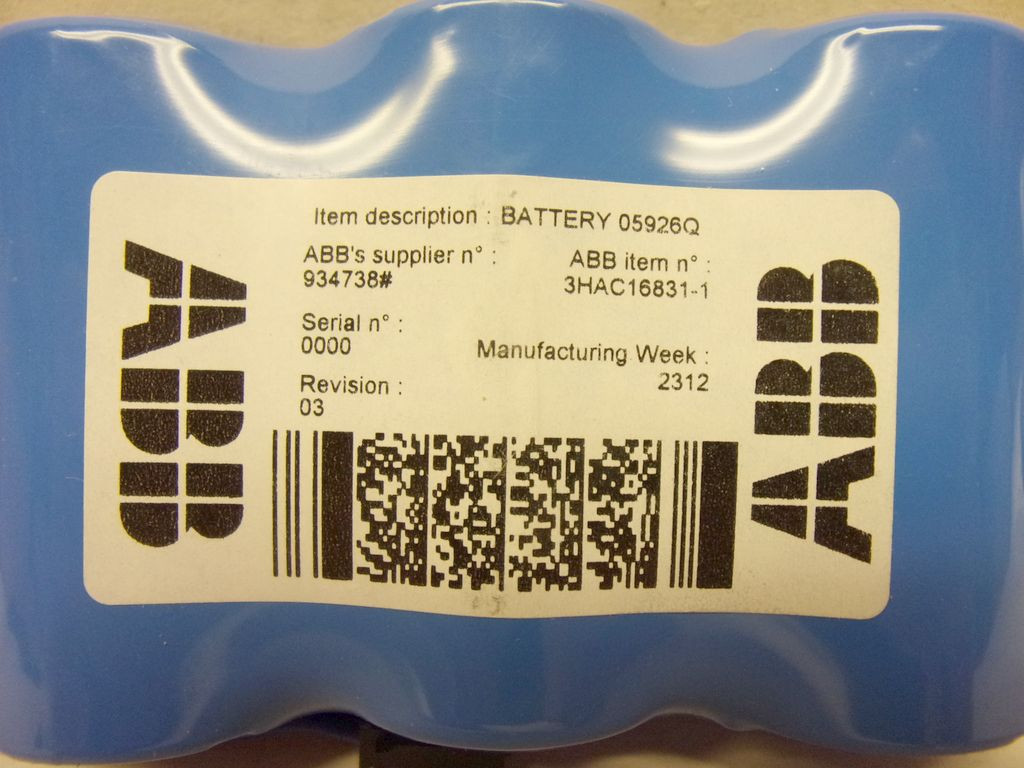 Item description : BATTERY 05926Q
ABB's supplier n° :
934738#
ABB item n° :
3HAC16831-1
Serial n° :
0000
Manufacturing Week :
2312
Revision :
03
ABB
ABB